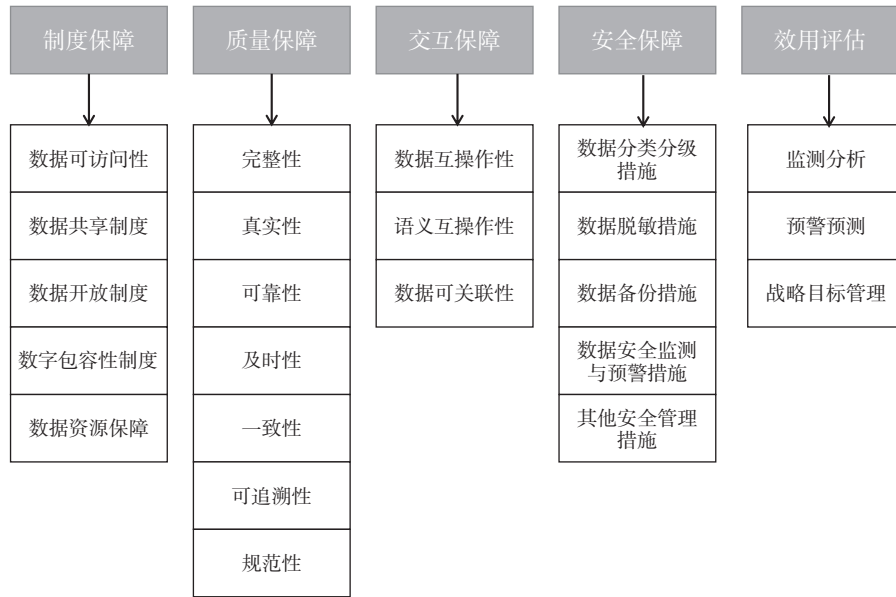 制度保障
数据可访问性
数据共享制度
数据开放制度
数字包容性制度
数据资源保障
质量保障
完整性
真实性
可靠性
及时性
一致性
可追溯性
规范性
交互保障
数据互操作性
语义互操作性
数据可关联性
安全保障
数据分类分级
措施
数据脱敏措施
数据备份措施
数据安全监测
与预警措施
其他安全管理
措施
效用评估
监测分析
预警预测
战略目标管理